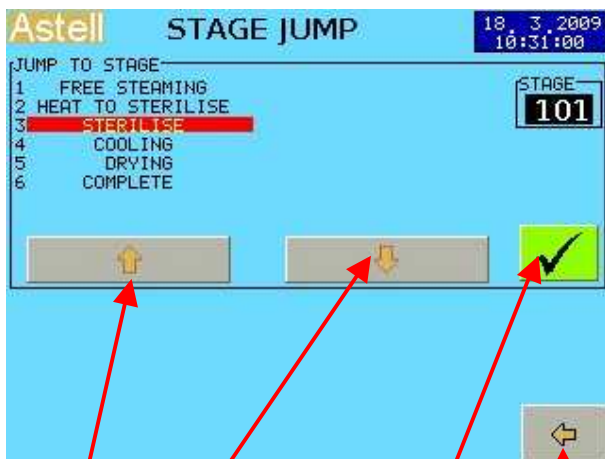 Astell STAGE JUMP 18. 3.2009
10:31:00
JUMP TO STAGE
1 FREE STEAMING
2 HEAT TO STERILISE
3 STERILISE
4 COOLING
5 DRYING
6 COMPLETE
STAGE
101